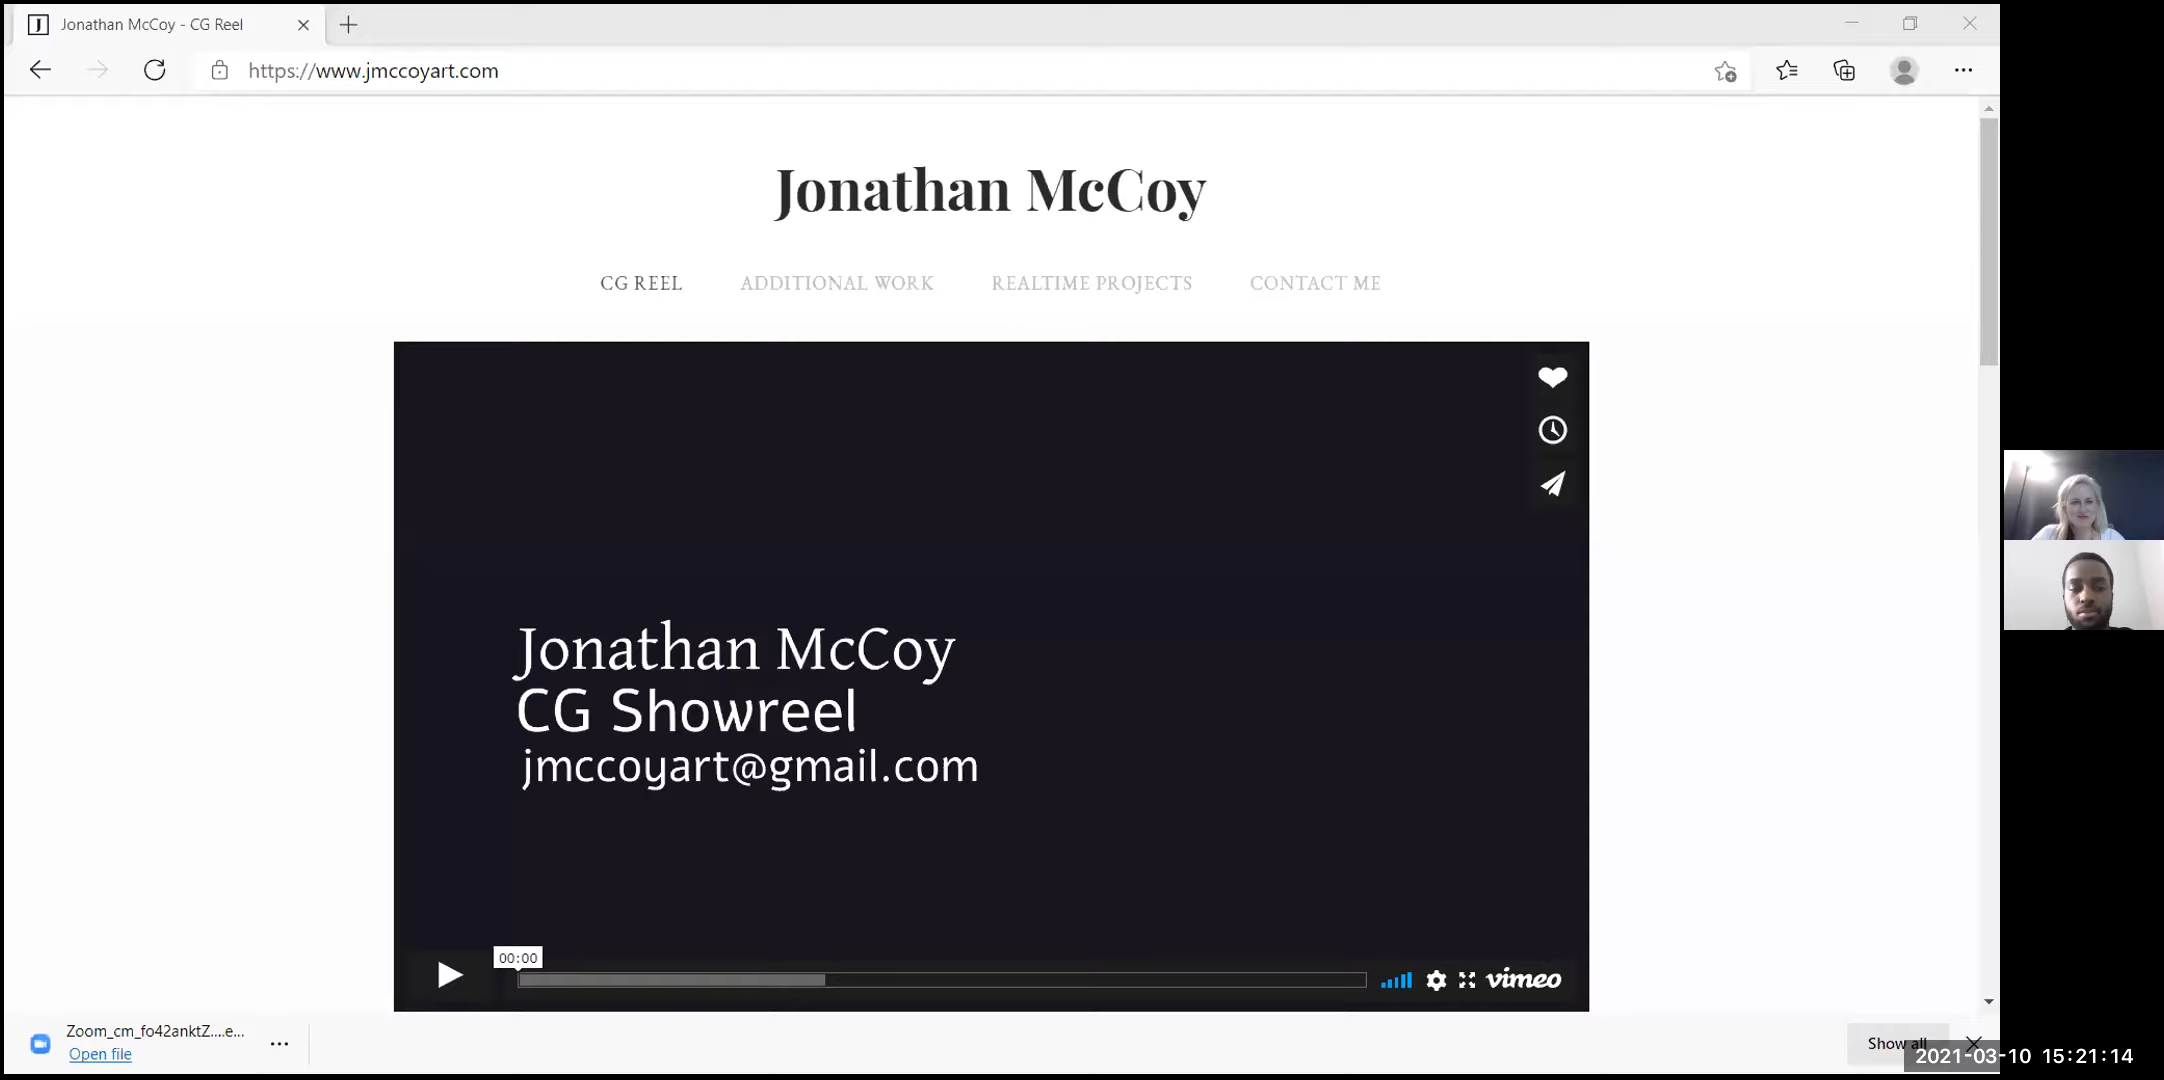 Jonathan McCoy - CG Reel
https://www.jmccoyart.com
Jonathan McCoy
CG REEL ADDITIONAL WORK REALTIME PROJECTS CONTACT ME
Jonathan McCoy
CG Showreel
jmccoyart@gmail.com
00:00
vimeo
Zoom_cm_fo42anktZ....e...
Open file
Show all
2021-03-10 15:21:14